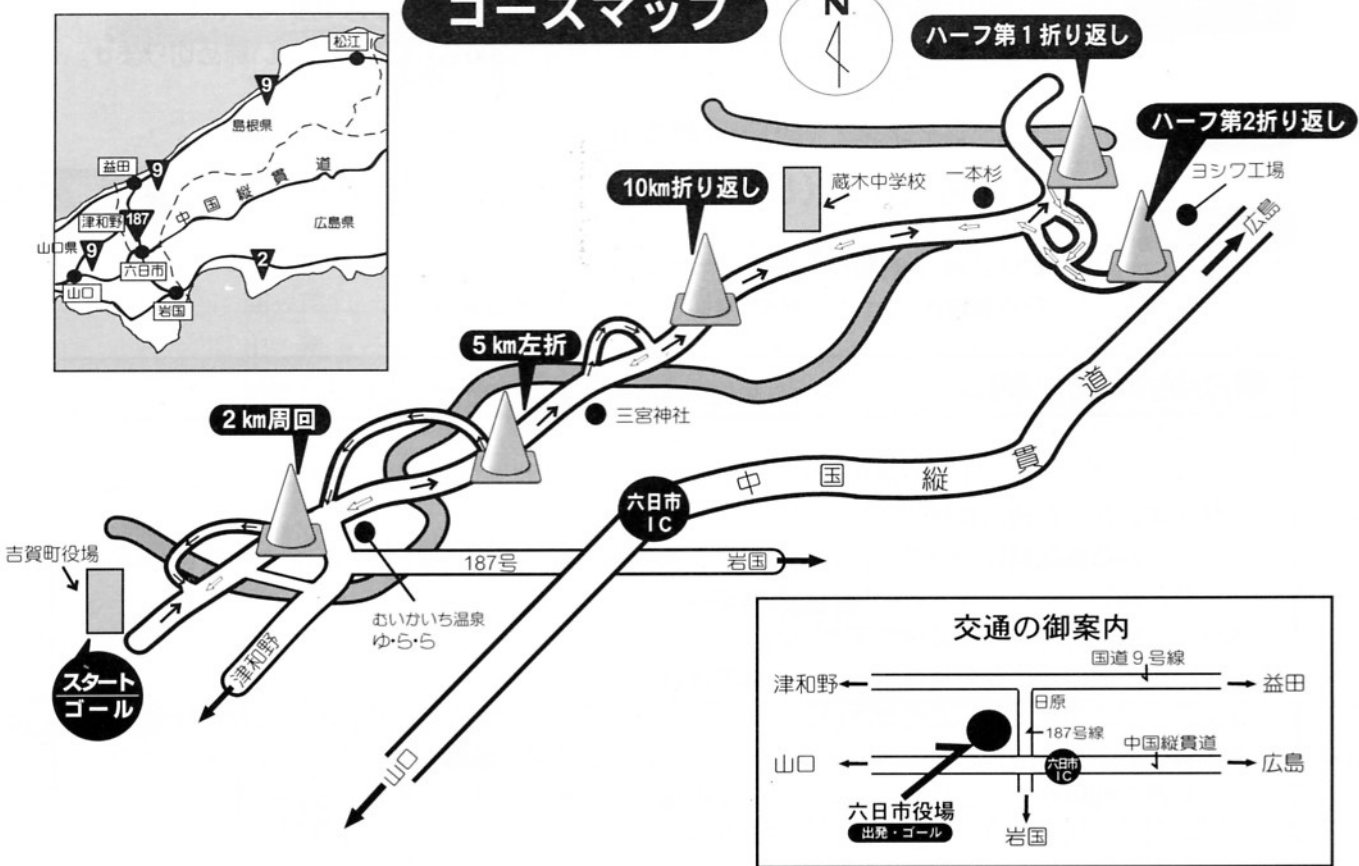 コースマップ
N
松江
9
島根県
益田
9
中国縦貫道
津和野
187
広島県
山口県
9
六日市
2
山口
岩国
ハーフ第1折り返し
ハーフ第2折り返し
ヨシワ工場
蔵木中学校
一本杉
10km折り返し
広島
5km左折
三宮神社
2km周回
中国縦貫道
六日市
IC
吉賀町役場
187号
岩国
むいかいち温泉
ゆ・ら・ら
津和野
スタート
ゴール
山口
交通の御案内
国道9号線
津和野
益田
日原
187号線
中国縦貫道
山口
六日市
IC
広島
六日市役場
出発・ゴール
岩国